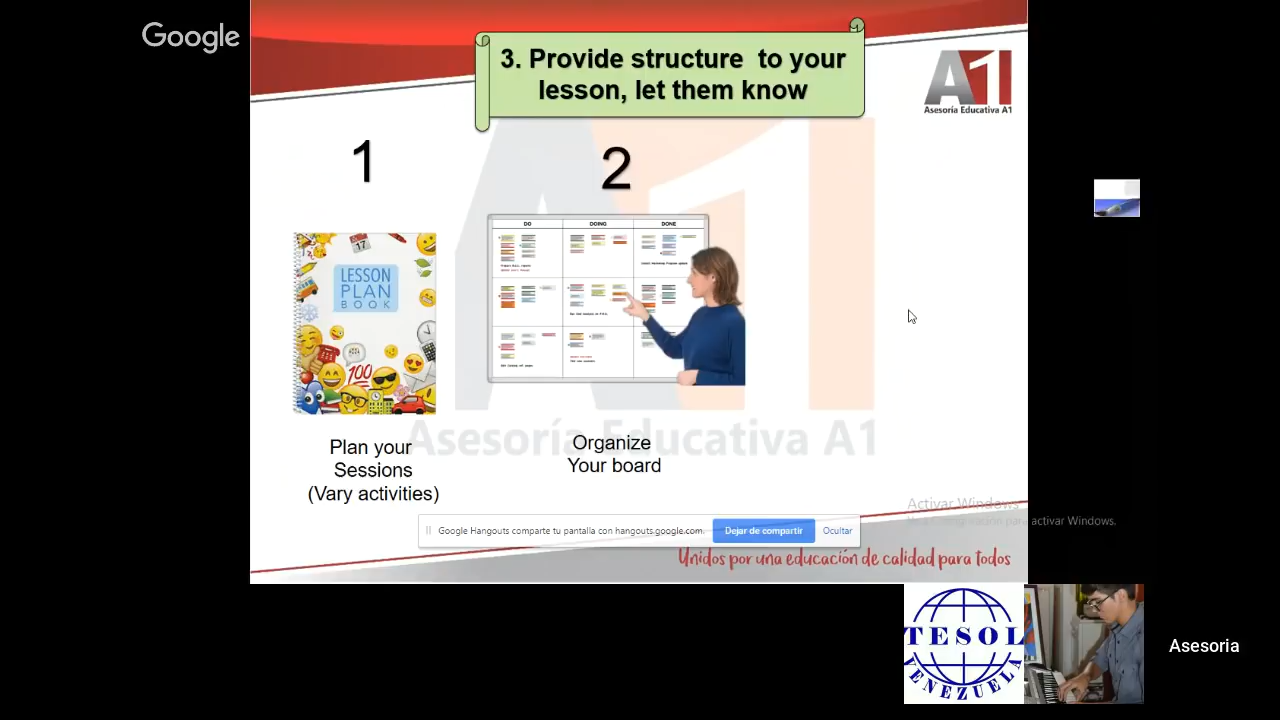 Google
3. Provide structure to your
lesson, let them know
A1
Asesoría Educativa A1
1
2
LESSON
PLAN
BOOK
17
100
DO
DOING
DONE
Asesoría Educativa A1
Plan your
Sessions
(Vary activities)
Organize
Your board
Activar Windows
activar Windows.
Google Hangouts comparte tu pantalla con hangouts.google.com.
Dejar de compartir
Ocultar
Unidos por una educación de calidad para todos
TESOL
VENEZUELA
Asesoria